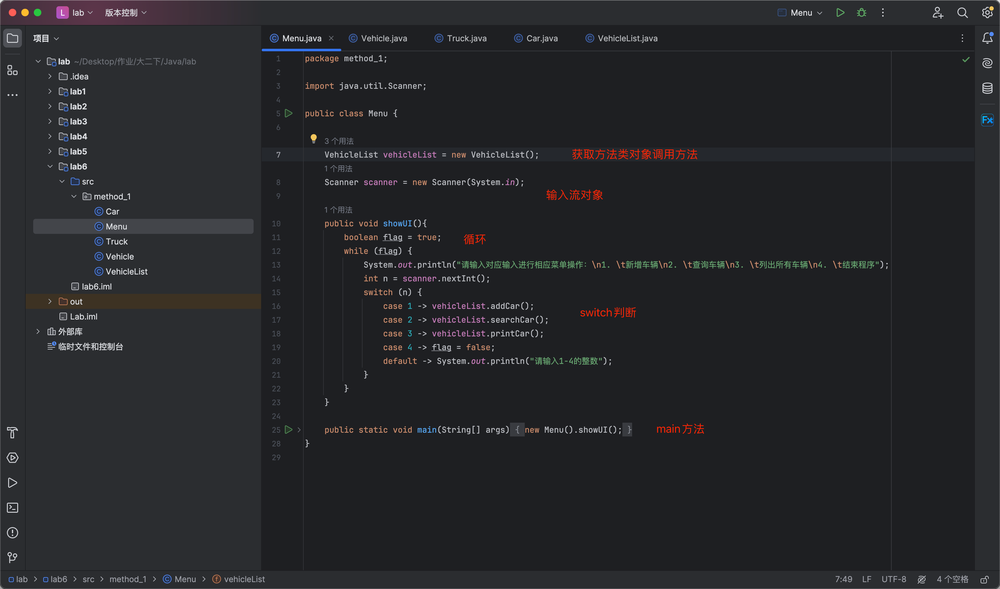 L lab 版本控制 Menu
项目
lab ~/Desktop/作业/大二下/Java/lab
.idea
lab1
lab2
lab3
lab4
lab5
lab6
src
method_1
Car
Menu
Truck
Vehicle
VehicleList
lab6.iml
out
Lab.iml
外部库
临时文件和控制台
Menu.java Vehicle.java Truck.java Car.java VehicleList.java
1 package method_1;
2
3 import java.util.Scanner;
4
5 public class Menu {
6
3 个用法
7 VehicleList vehicleList = new VehicleList(); 获取方法类对象调用方法
1 个用法
8 Scanner scanner = new Scanner(System.in);
9 输入流对象
1 个用法
10 public void showUI(){
11 boolean flag = true; 循环
12 while (flag) {
13 System.out.println("请输入对应输入进行相应菜单操作：\n1. \t新增车辆\n2. \t查询车辆\n3. \t列出所有车辆\n4. \t结束程序");
14 int n = scanner.nextInt();
15 switch (n) {
16 case 1 -> vehicleList.addCar();
switch判断
17 case 2 -> vehicleList.searchCar();
18 case 3 -> vehicleList.printCar();
19 case 4 -> flag = false;
20 default -> System.out.println("请输入1-4的整数");
21 }
22 }
23 }
24
25 public static void main(String[] args) { new Menu().showUI(); } main方法
28 }
29
Fx
lab > lab6 > src > method_1 > Menu > vehicleList
7:49 LF UTF-8 4 个空格